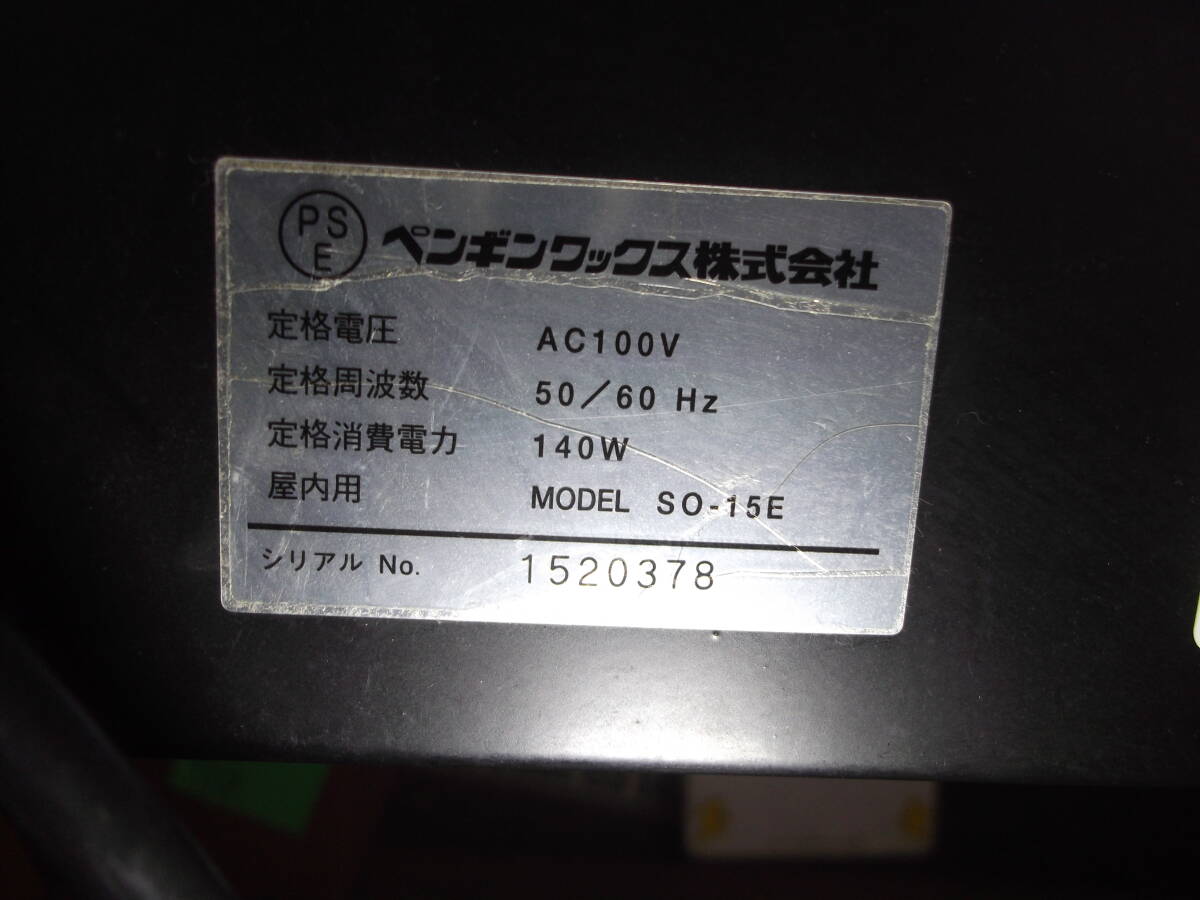 PS
E
ペンギンワックス株式会社
定格電圧 AC100V
定格周波数 50/60 Hz
定格消費電力 140W
屋内用 MODEL SO-15E
シリアル No. 1520378